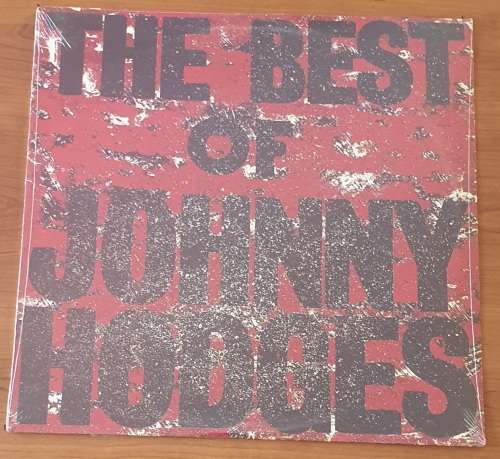 THE BEST
OF
JOHNNY
HODGES